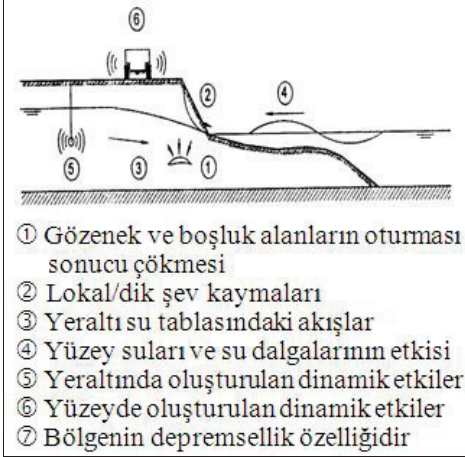 ⑥
②
④
⑤
③
①
① Gözenek ve boşluk alanların oturması
sonucu çökmesi
② Lokal/dik şev kaymaları
③ Yeraltı su tablasındaki akışlar
④ Yüzey suları ve su dalgalarının etkisi
⑤ Yeraltında oluşturulan dinamik etkiler
⑥ Yüzeyde oluşturulan dinamik etkiler
⑦ Bölgenin depremsellik özelliğidir